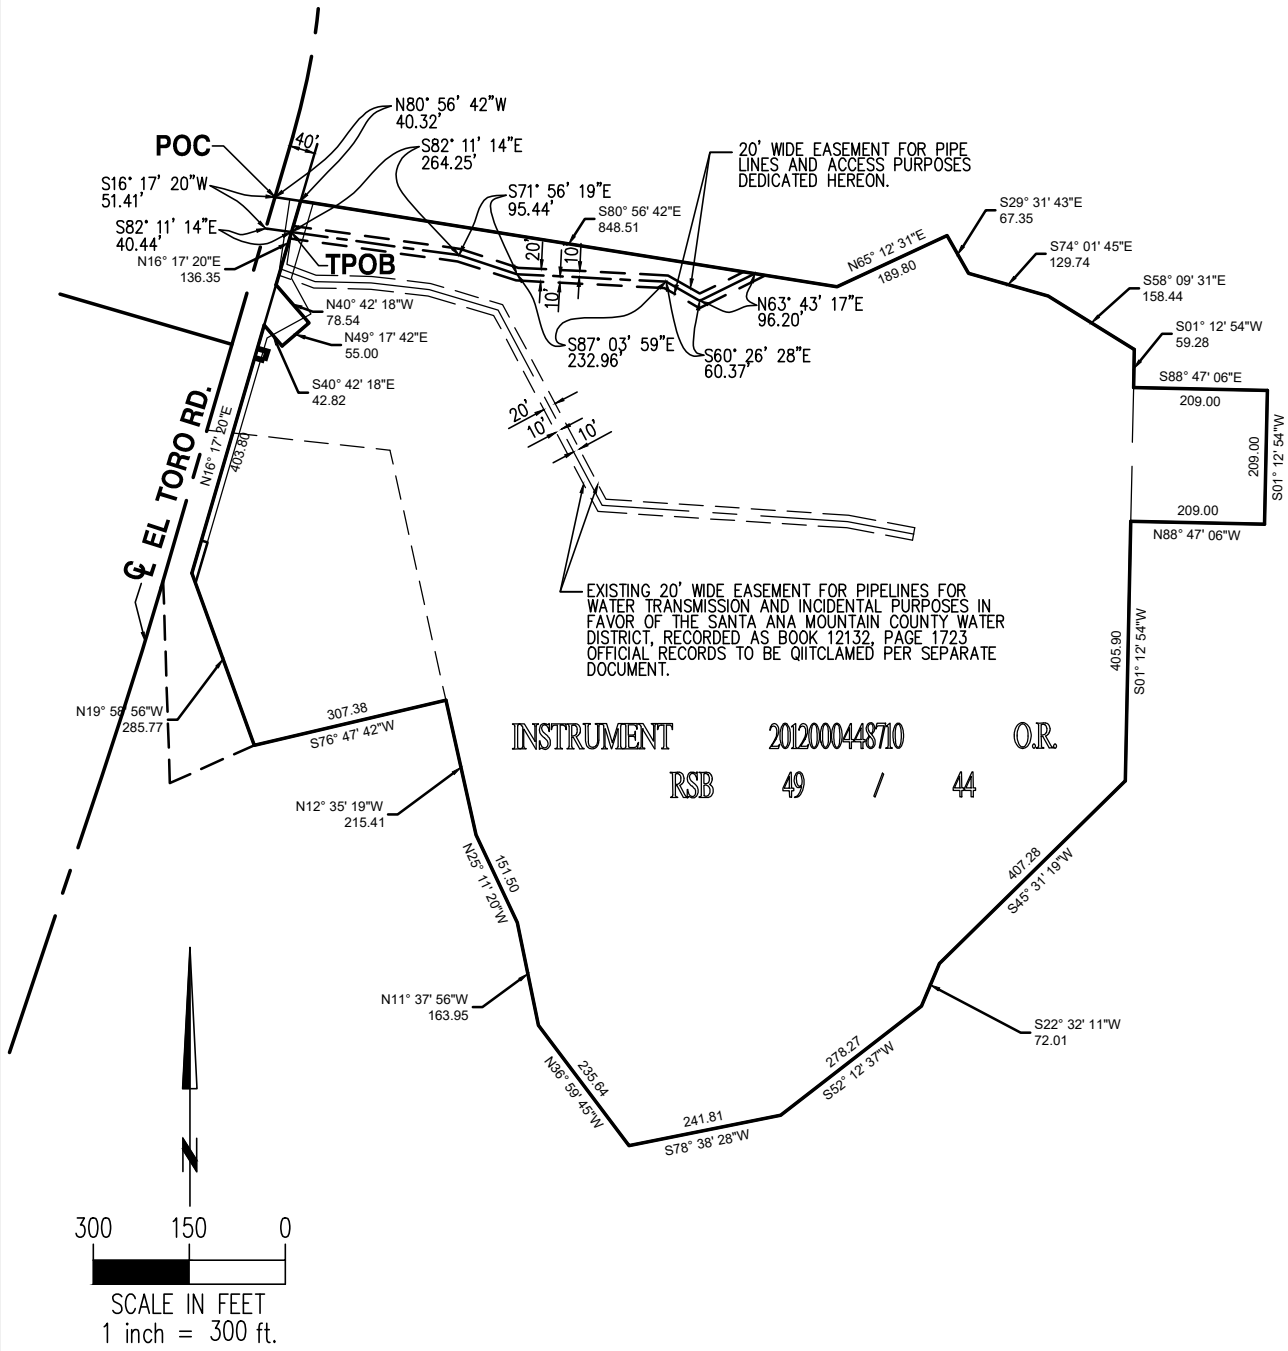 N80° 56' 42"W
40.32'
40'
POC
S82° 11' 14"E
264.25'
20' WIDE EASEMENT FOR PIPE
LINES AND ACCESS PURPOSES
DEDICATED HEREON.
S16° 17' 20"W
51.41'
S71° 56' 19"E
95.44'
S80° 56' 42"E
848.51
S29° 31' 43"E
67.35
S82° 11' 14"E
40.44'
N65° 12' 31"E
189.80
S74° 01' 45"E
129.74
N16° 17' 20"E
136.35
TPOB
20'
10'
10'
S58° 09' 31"E
158.44
N40° 42' 18"W
78.54
N63° 43' 17"E
96.20'
N49° 17' 42"E
55.00
S87° 03' 59"E
232.96'
S60° 26' 28"E
60.37'
S01° 12' 54"W
59.28
S40° 42' 18"E
42.82
S88° 47' 06"E
209.00
20'
10'
10'
N16° 17' 20"E
403.80
209.00
S01° 12' 54"W
209.00
N88° 47' 06"W
℄ EL TORO RD.
EXISTING 20' WIDE EASEMENT FOR PIPELINES FOR
WATER TRANSMISSION AND INCIDENTAL PURPOSES IN
FAVOR OF THE SANTA ANA MOUNTAIN COUNTY WATER
DISTRICT, RECORDED AS BOOK 12132, PAGE 1723
OFFICIAL RECORDS TO BE QIITCLAMED PER SEPARATE
DOCUMENT.
405.90
S01° 12' 54"W
N19° 58' 56"W
285.77
307.38
S76° 47' 42"W
INSTRUMENT 2012000448710 O.R.
RSB 49 / 44
N12° 35' 19"W
215.41
151.50
N25° 11' 20"W
407.28
S45° 31' 19"W
N11° 37' 56"W
163.95
S22° 32' 11"W
72.01
235.64
N36° 59' 45"W
278.27
S52° 12' 37"W
241.81
S78° 38' 28"W
N
300 150 0
SCALE IN FEET
1 inch = 300 ft.